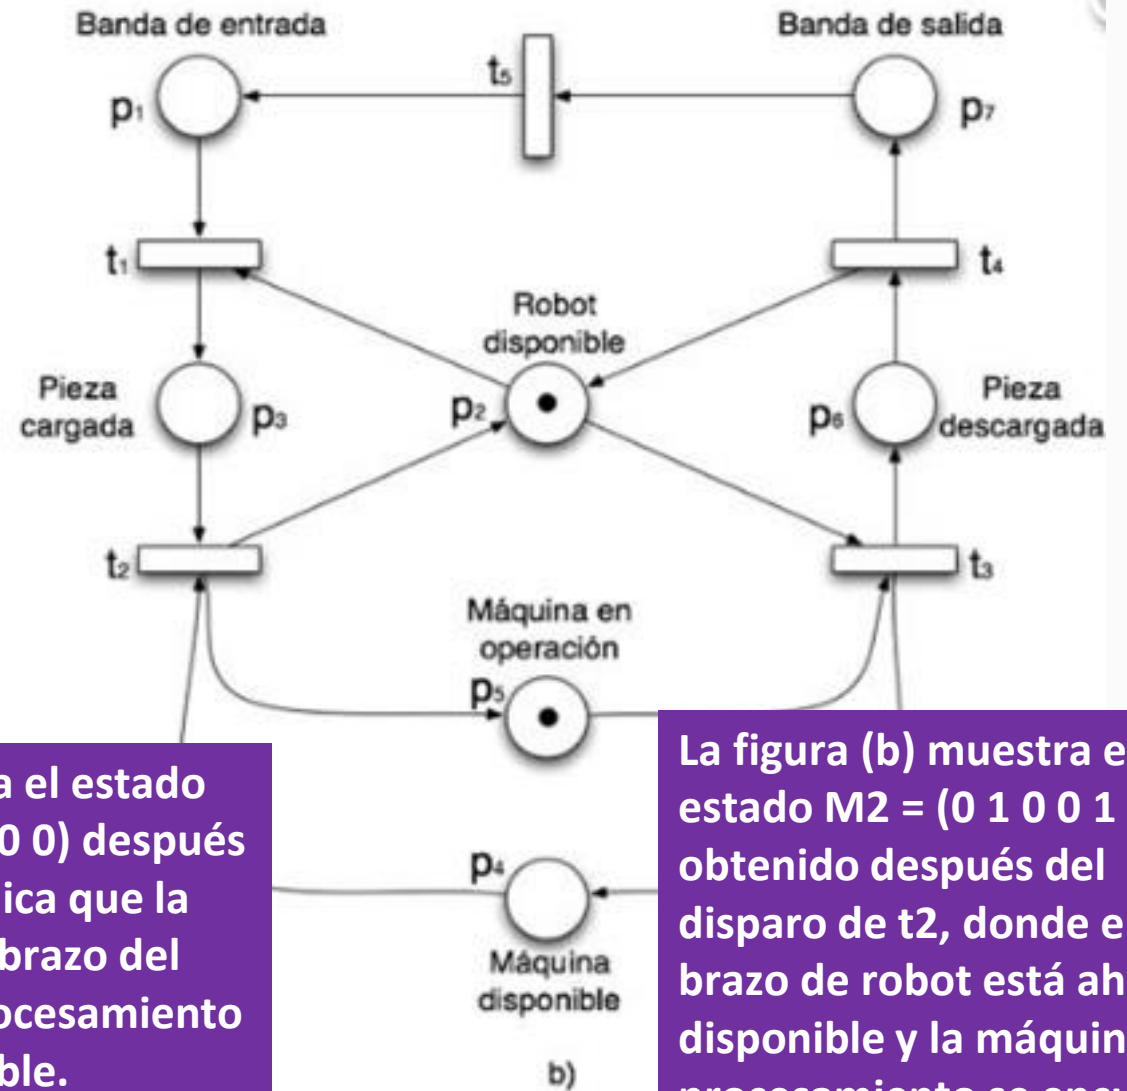 Banda de entrada
Banda de salida
t5
p1
p7
t1
t4
Robot
disponible
Pieza
cargada
p3
p2
p6
Pieza
descargada
t2
t3
Máquina en
operación
p5
a el estado
0 0) después
ica que la
brazo del
ocesamiento
ble.
p4
Máquina
disponible
b)
La figura (b) muestra e
estado M2 = (0 1 0 0 1
obtenido después del
disparo de t2, donde e
brazo de robot está ah
disponible y la máquin